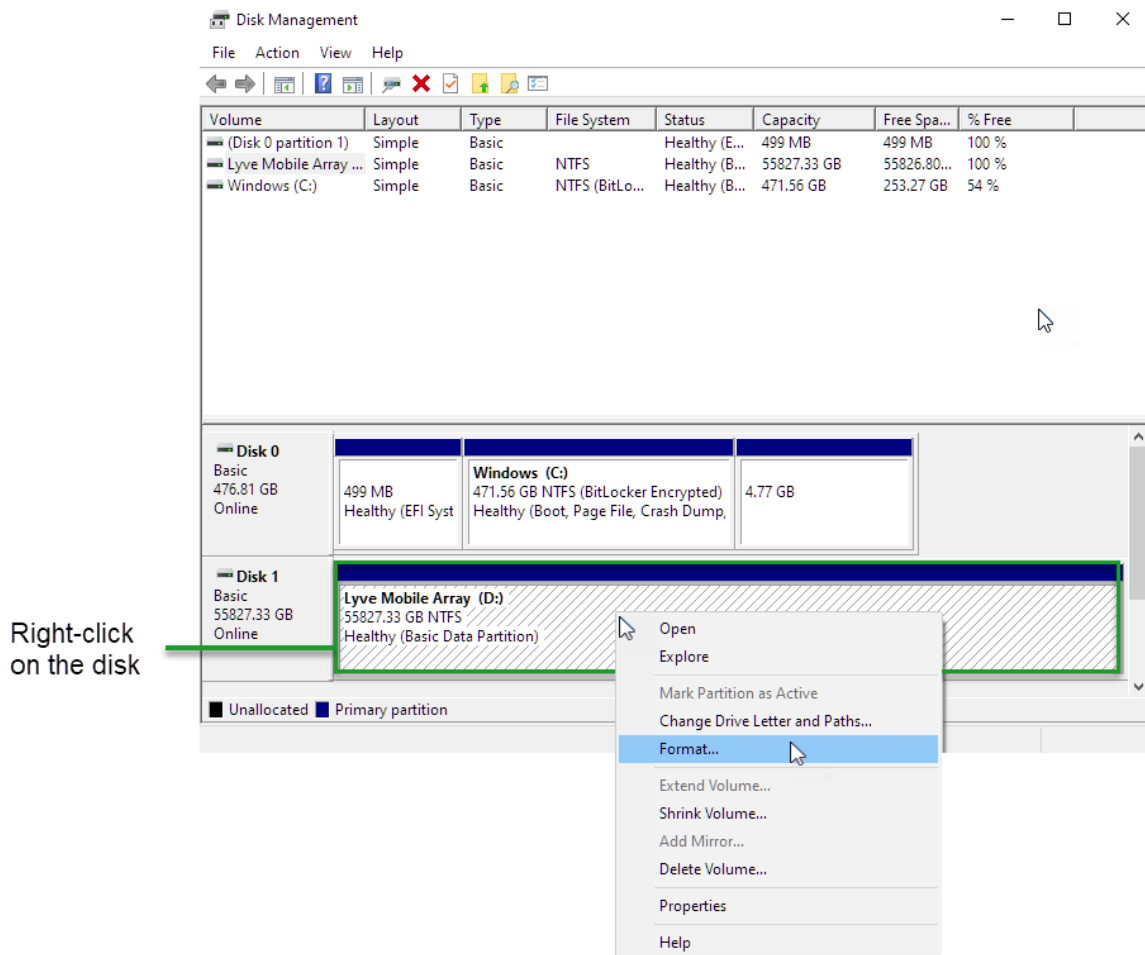 Disk Management
File Action View Help
Volume Layout Type File System Status Capacity Free Spa... % Free
(Disk 0 partition 1) Simple Basic Healthy (E... 499 MB 499 MB 100 %
Lyve Mobile Array ... Simple Basic NTFS Healthy (B... 55827.33 GB 55826.80... 100 %
Windows (C:) Simple Basic NTFS (BitLo... Healthy (B... 471.56 GB 253.27 GB 54 %
Disk 0
Basic
476.81 GB
Online
499 MB
Healthy (EFI Syst
Windows (C:)
471.56 GB NTFS (BitLocker Encrypted)
Healthy (Boot, Page File, Crash Dump,
4.77 GB
Disk 1
Basic
55827.33 GB
Online
Lyve Mobile Array (D:)
55827.33 GB NTFS
Healthy (Basic Data Partition)
Right-click
on the disk
Unallocated Primary partition
Open
Explore
Mark Partition as Active
Change Drive Letter and Paths...
Format...
Extend Volume...
Shrink Volume...
Add Mirror...
Delete Volume...
Properties
Help